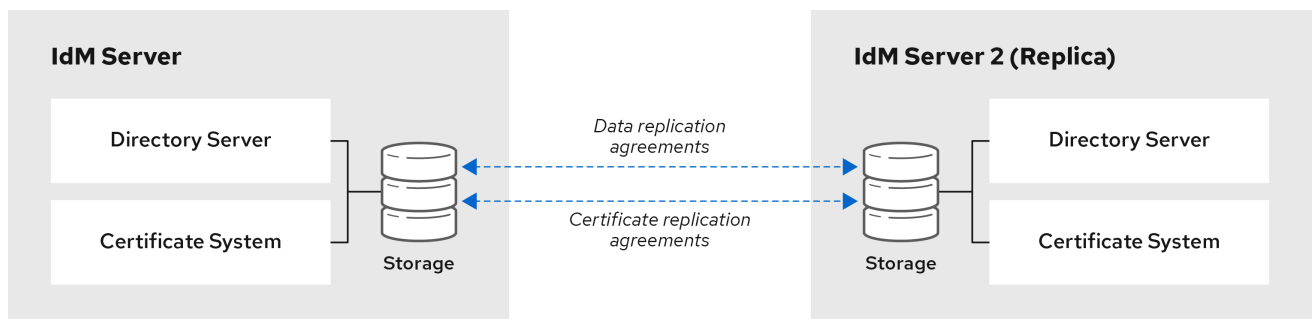 IdM Server
IdM Server 2 (Replica)
Directory Server
Data replication
agreements
Directory Server
Certificate System
Storage
Certificate replication
agreements
Storage
Certificate System